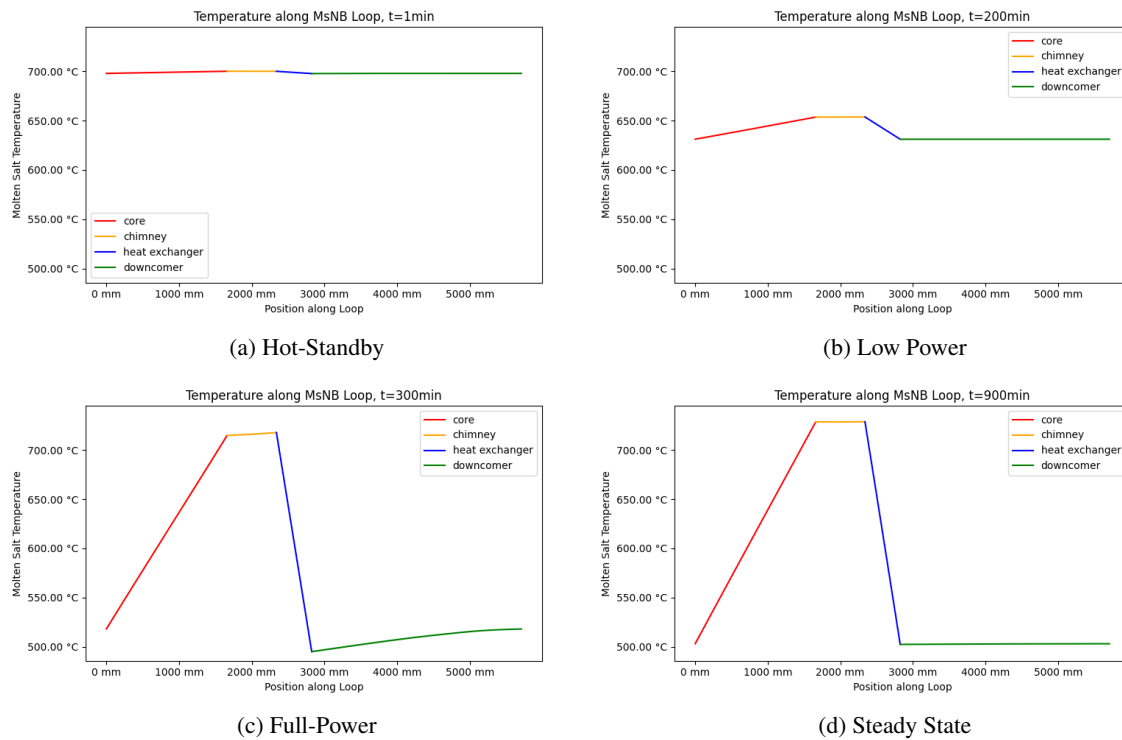 Temperature along MsNB Loop, t=1min
Molten Salt Temperature
700.00 °C
650.00 °C
600.00 °C
550.00 °C
500.00 °C
core
chimney
heat exchanger
downcomer
0 mm 1000 mm 2000 mm 3000 mm 4000 mm 5000 mm
Position along Loop
(a) Hot-Standby
Temperature along MsNB Loop, t=200min
Molten Salt Temperature
700.00 °C
650.00 °C
600.00 °C
550.00 °C
500.00 °C
core
chimney
heat exchanger
downcomer
0 mm 1000 mm 2000 mm 3000 mm 4000 mm 5000 mm
Position along Loop
(b) Low Power
Temperature along MsNB Loop, t=300min
Molten Salt Temperature
700.00 °C
650.00 °C
600.00 °C
550.00 °C
500.00 °C
core
chimney
heat exchanger
downcomer
0 mm 1000 mm 2000 mm 3000 mm 4000 mm 5000 mm
Position along Loop
(c) Full-Power
Temperature along MsNB Loop, t=900min
Molten Salt Temperature
700.00 °C
650.00 °C
600.00 °C
550.00 °C
500.00 °C
core
chimney
heat exchanger
downcomer
0 mm 1000 mm 2000 mm 3000 mm 4000 mm 5000 mm
Position along Loop
(d) Steady State